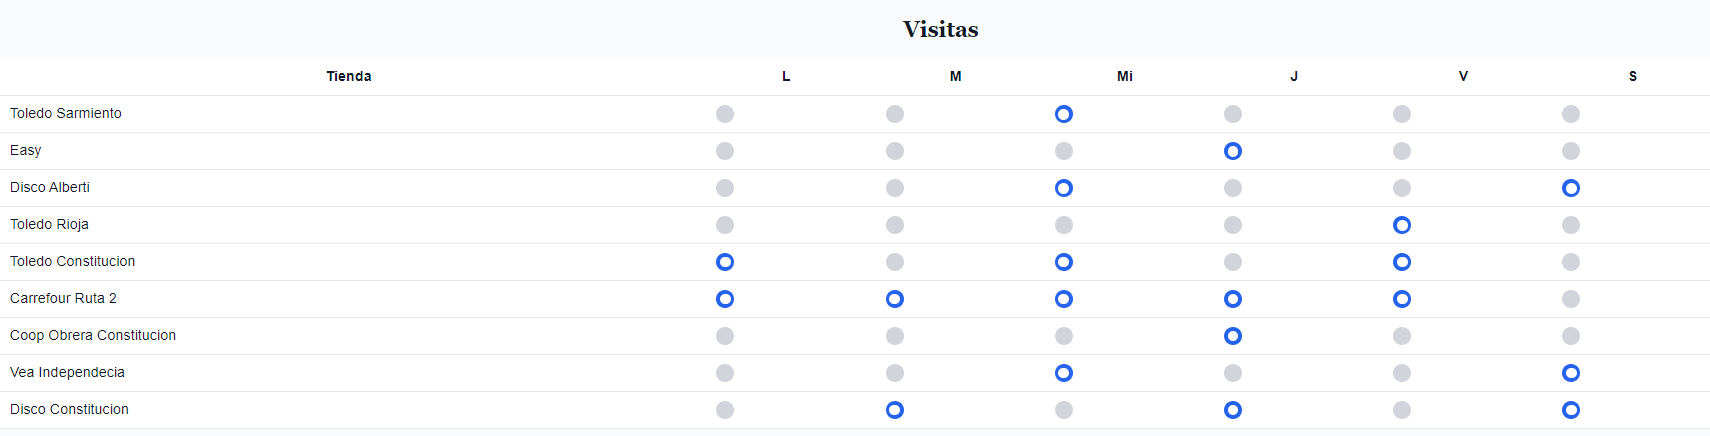 Visitas
Tienda L M Mi J V S
Toledo Sarmiento
Easy
Disco Alberti
Toledo Rioja
Toledo Constitucion
Carrefour Ruta 2
Coop Obrera Constitucion
Vea Independecia
Disco Constitucion